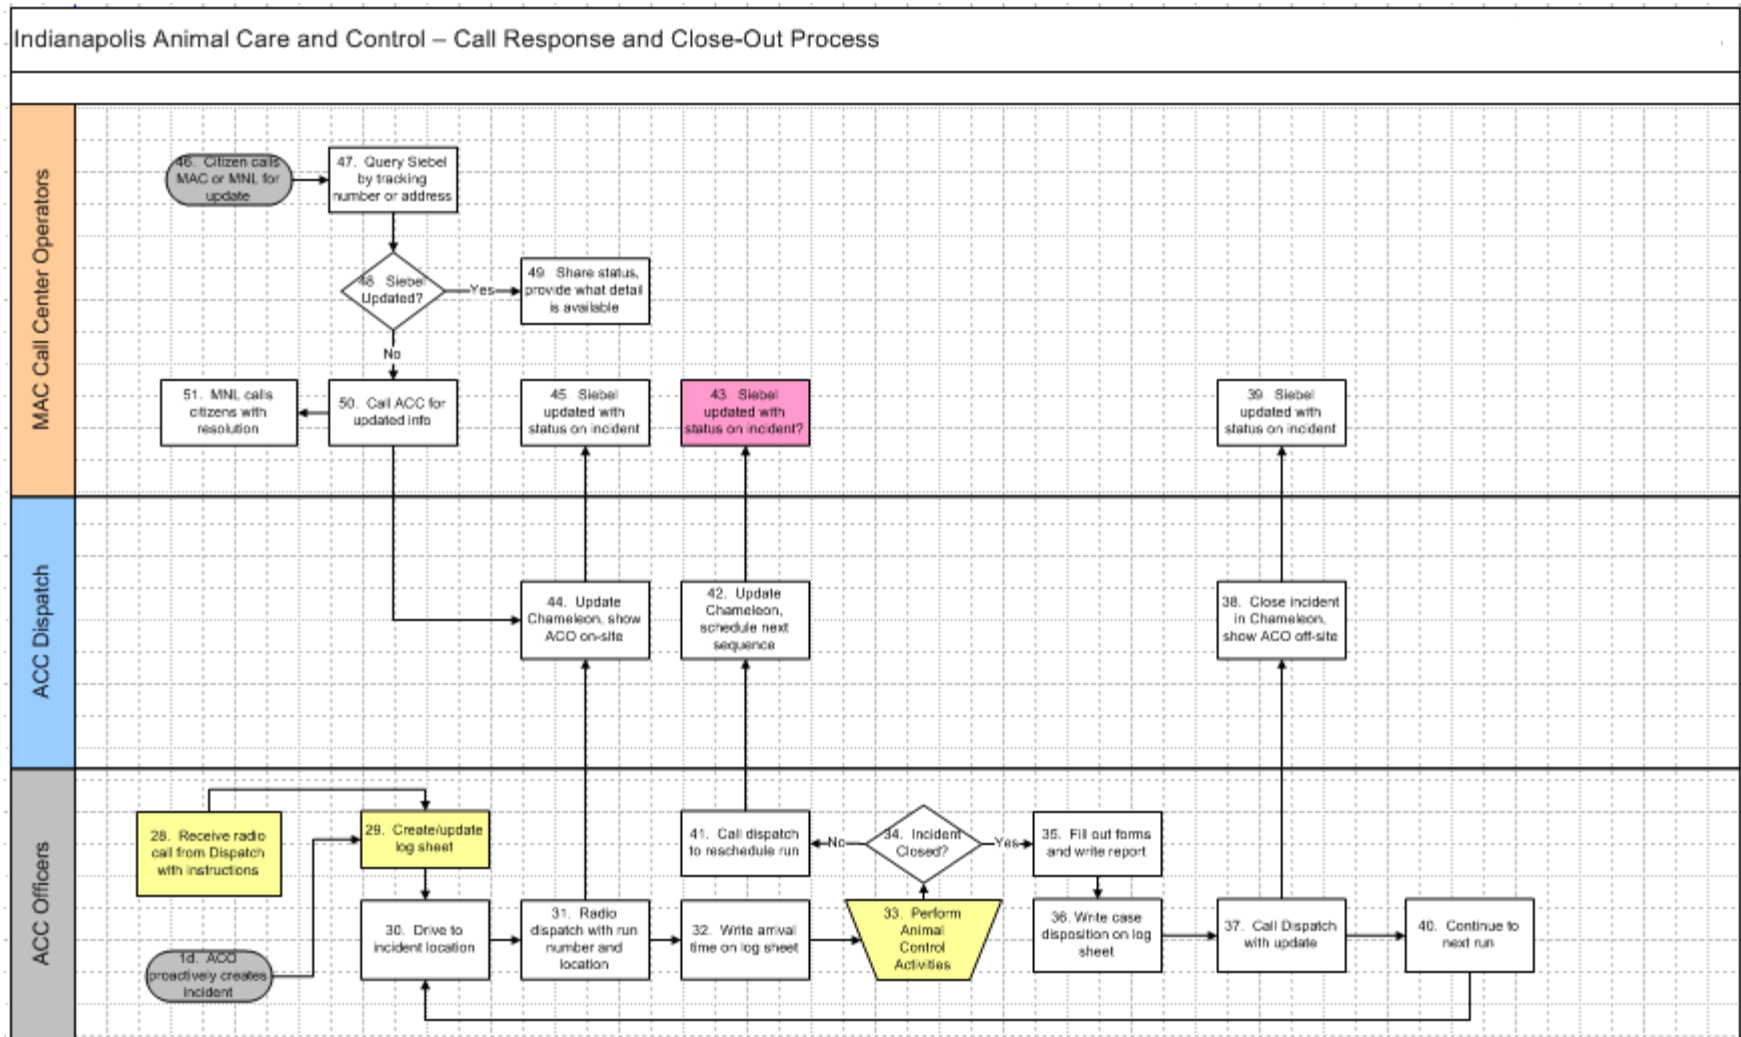 Indianapolis Animal Care and Control – Call Response and Close-Out Process
MAC Call Center Operators
46. Citizen calls
MAC or MNL for
update
47. Query Siebel
by tracking
number or address
48. Siebel
Updated?
Yes
49. Share status,
provide what detail
is available
No
51. MNL calls
citizens with
resolution
50. Call ACC for
updated info
45. Siebel
updated with
status on incident
43. Siebel
updated with
status on incident?
39. Siebel
updated with
status on incident
ACC Dispatch
44. Update
Chameleon, show
ACO on-site
42. Update
Chameleon,
schedule next
sequence
38. Close incident
in Chameleon,
show ACO off-site
ACC Officers
28. Receive radio
call from Dispatch
with instructions
29. Create/update
log sheet
41. Call dispatch
to reschedule run
No
34. Incident
Closed?
Yes
35. Fill out forms
and write report
1d. ACO
proactively creates
incident
30. Drive to
incident location
31. Radio
dispatch with run
number and
location
32. Write arrival
time on log sheet
33. Perform
Animal
Control
Activities
36. Write case
disposition on log
sheet
37. Call Dispatch
with update
40. Continue to
next run